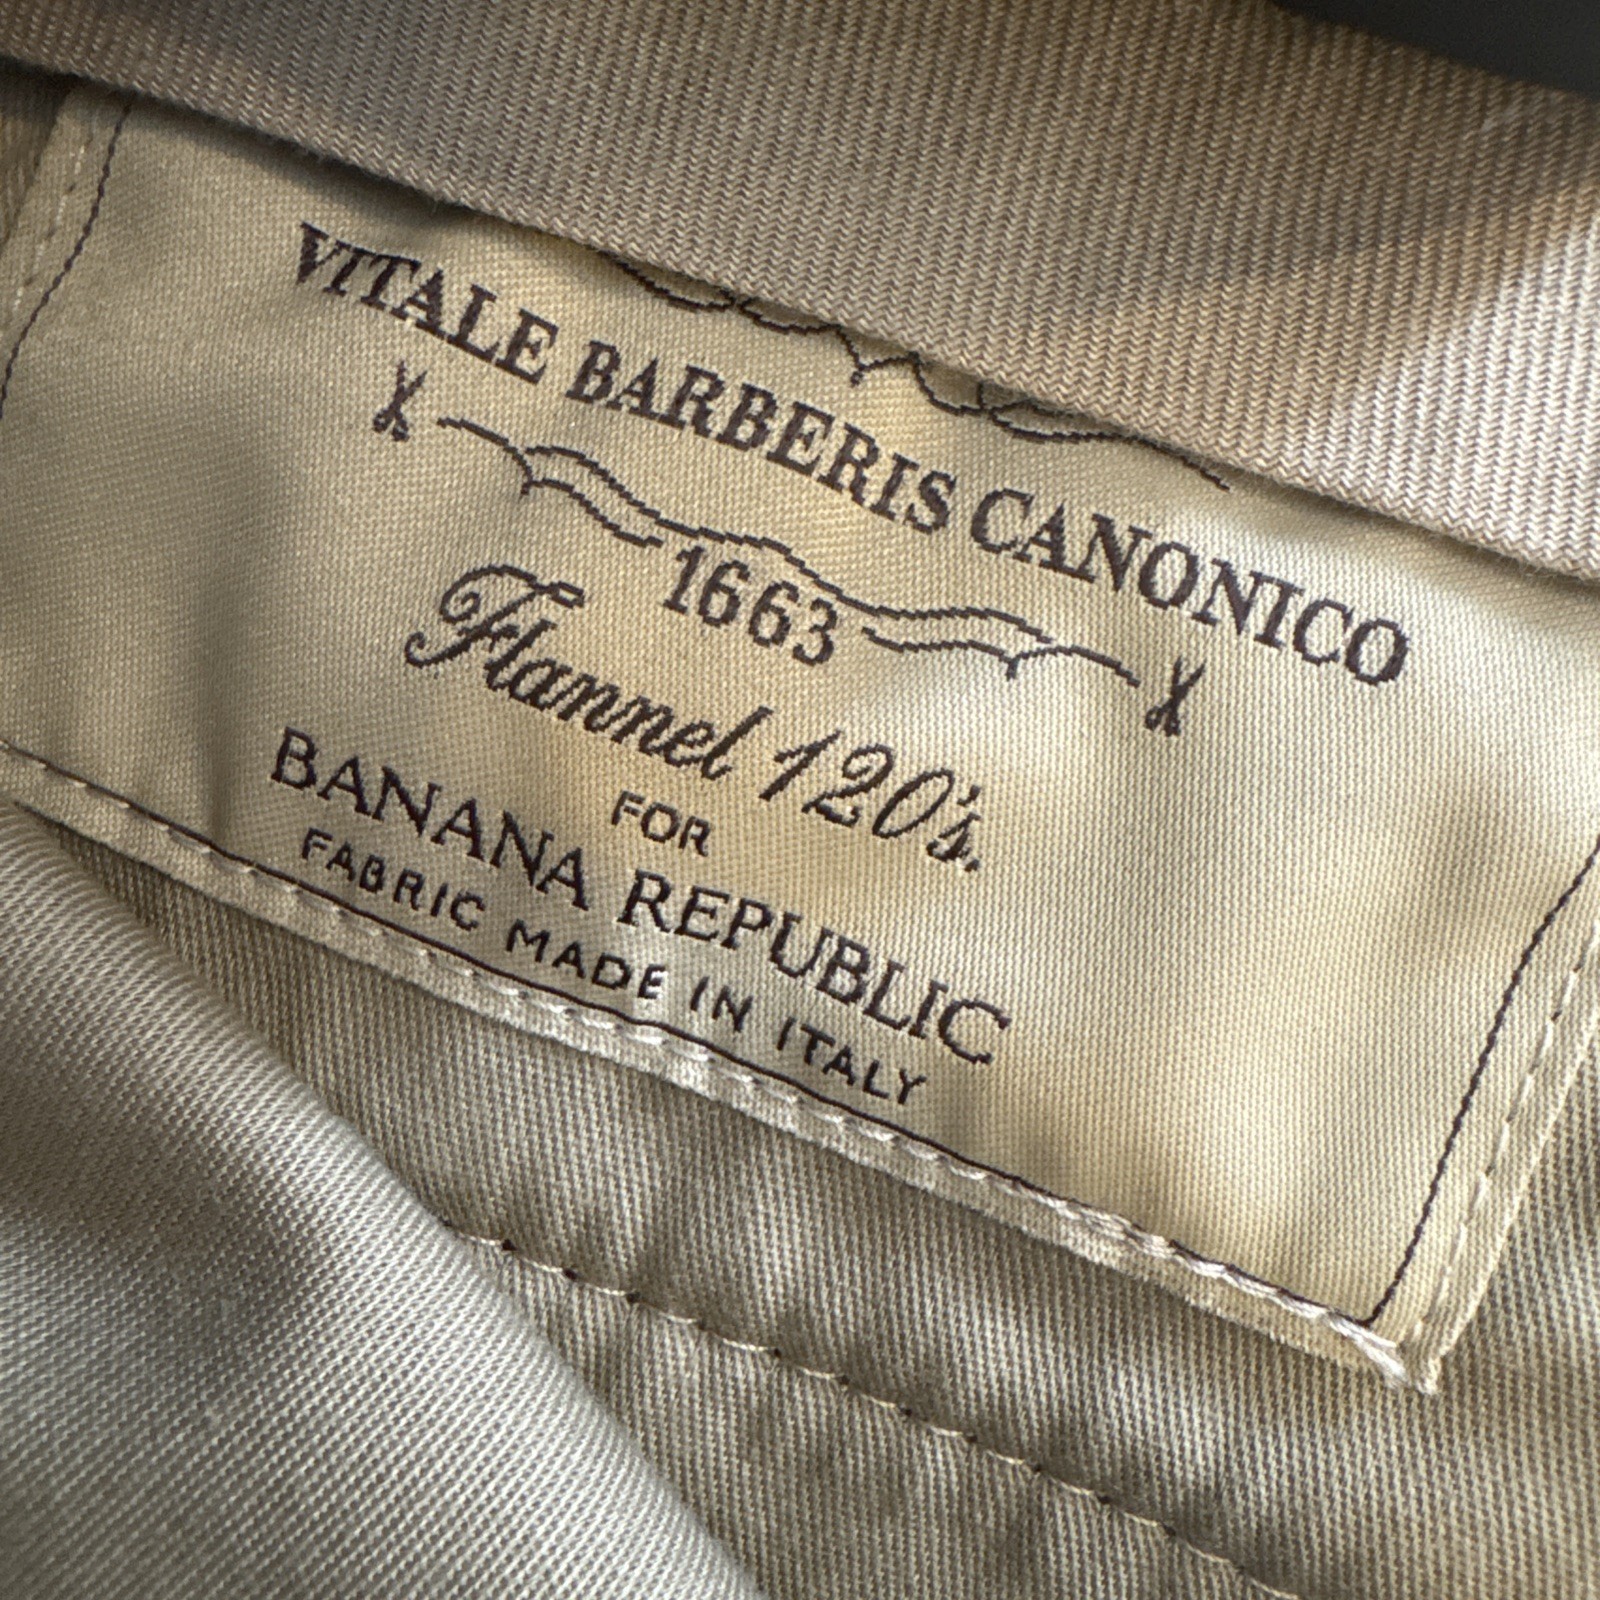 VITALE BARBERIS CANONICO
1663
Flannel 120's.
FOR
BANANA REPUBLIC
FABRIC MADE IN ITALY